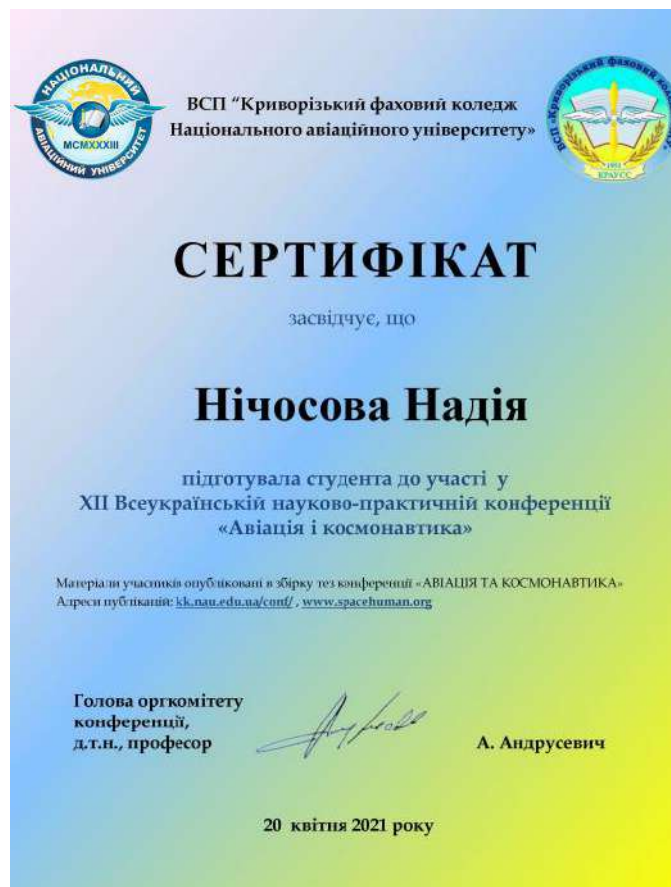 НАЦІОНАЛЬНИЙ
АВІАЦІЙНИЙ УНІВЕРСИТЕТ
MCMXXXIII
ВСП “Криворізький фаховий коледж
Національного авіаційного університету»
ВСП «Криворізький фаховий коледж
1951
КРАУСС
СЕРТИФІКАТ
засвідчує, що
Нічосова Надія
підготувала студента до участі у
XII Всеукраїнській науково-практичній конференції
«Авіація і космонавтика»
Матеріали учасників опубліковані в збірку тез конференції «АВІАЦІЯ ТА КОСМОНАВТИКА»
Адреси публікацій: kk.nau.edu.ua/conf/ , www.spacehuman.org
Голова оргкомітету
конференції,
д.т.н., професор
А. Андрусевич
20 квітня 2021 року